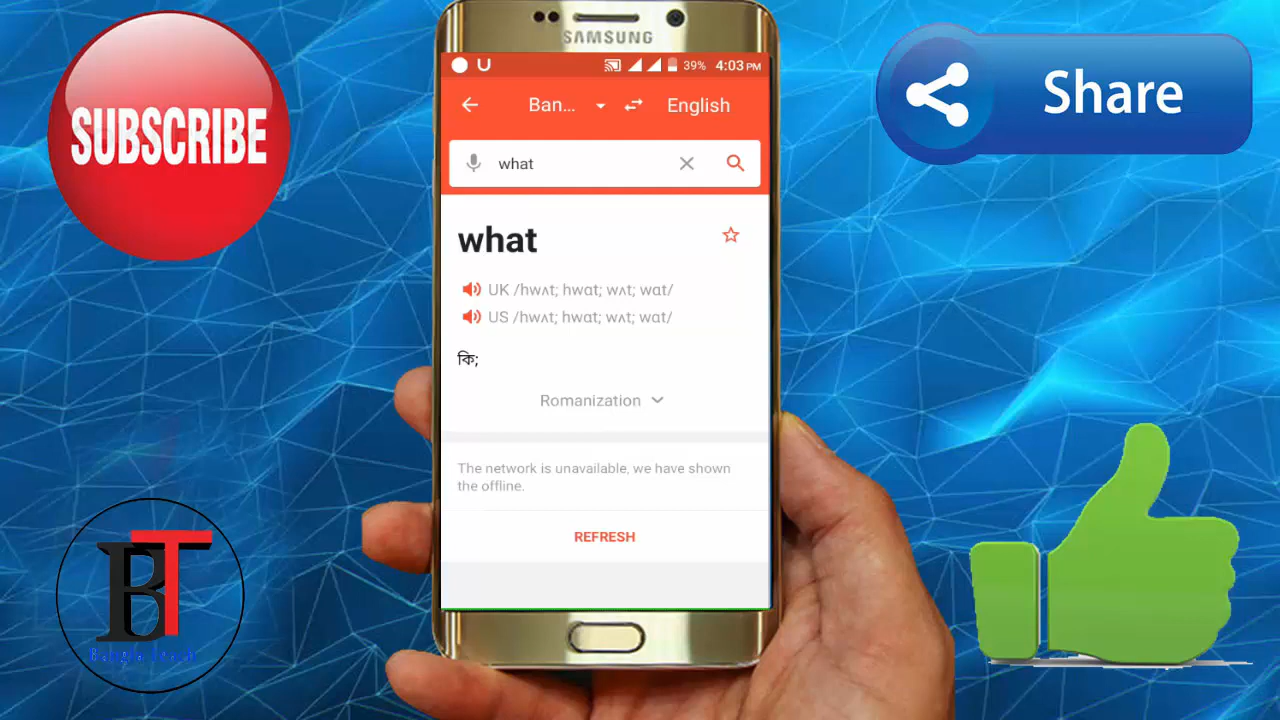 SUBSCRIBE
SAMSUNG
39% 4:03 PM
Ban... English
what
what
UK /hwʌt; hwɑt; wʌt; wɑt/
US /hwʌt; hwɑt; wʌt; wɑt/
কি;
Romanization
The network is unavailable, we have shown
the offline.
REFRESH
Share
BT
Bangla